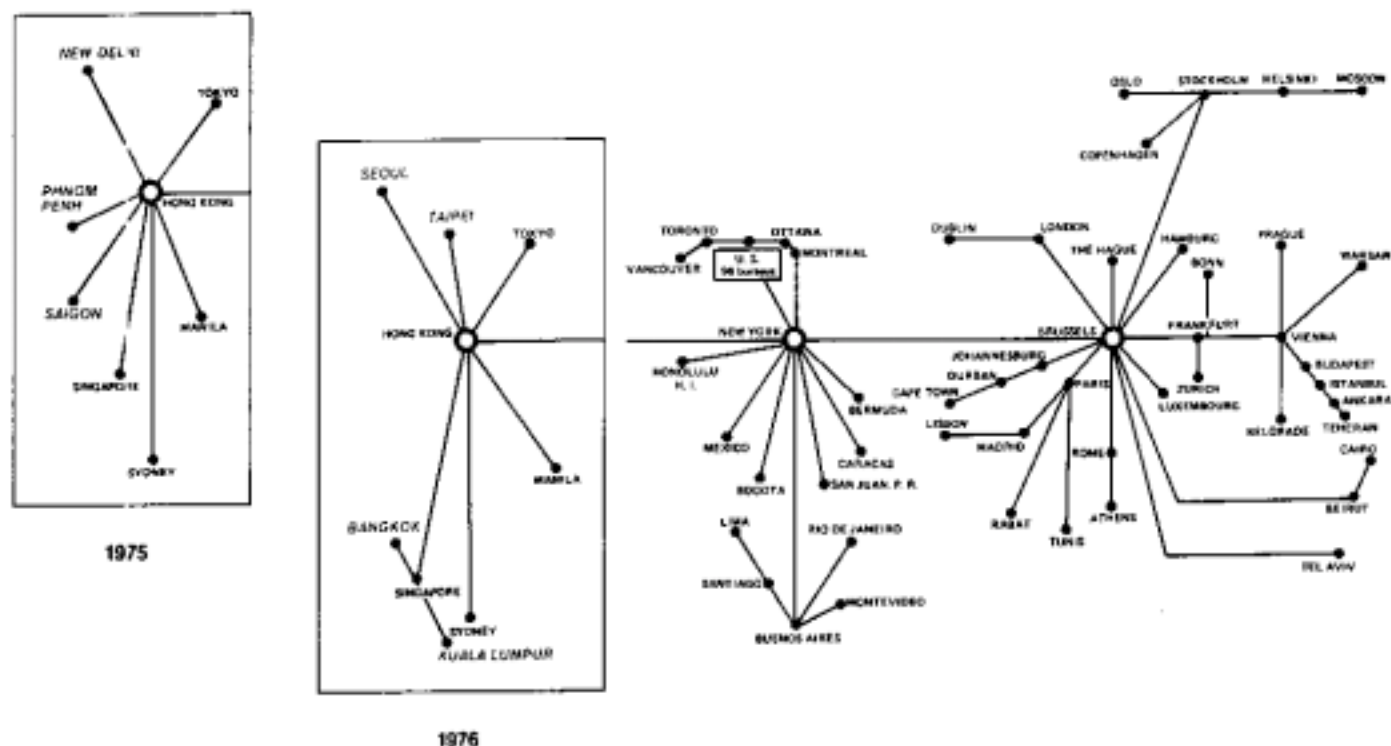 NEW DELHI
TOKYO
PHNOM
PENH
HONG KONG
SAIGON
MANILA
SINGAPORE
SYDNEY
1975
SEOUL
TAIPEI
TOKYO
HONG KONG
MANILA
BANGKOK
SINGAPORE
SYDNEY
KUALA LUMPUR
1976
TORONTO
OTTAWA
VANCOUVER
U. S.
MONTREAL
96 bureaus
NEW YORK
HONOLULU
H. I.
BERMUDA
MEXICO
CARACAS
BOGOTA
SAN JUAN, P. R.
LIMA
RIO DE JANEIRO
SANTIAGO
MONTEVIDEO
BUENOS AIRES
OSLO
STOCKHOLM
HELSINKI
MOSCOW
COPENHAGEN
DUBLIN
LONDON
THE HAGUE
HAMBURG
BONN
PRAGUE
WARSAW
BRUSSELS
FRANKFURT
VIENNA
JOHANNESBURG
DURBAN
CAPE TOWN
PARIS
ZURICH
LUXEMBOURG
BUDAPEST
ISTANBUL
ANKARA
TEHERAN
BELGRADE
LISBON
MADRID
ROME
CAIRO
RABAT
TUNIS
ATHENS
BEIRUT
TEL AVIV